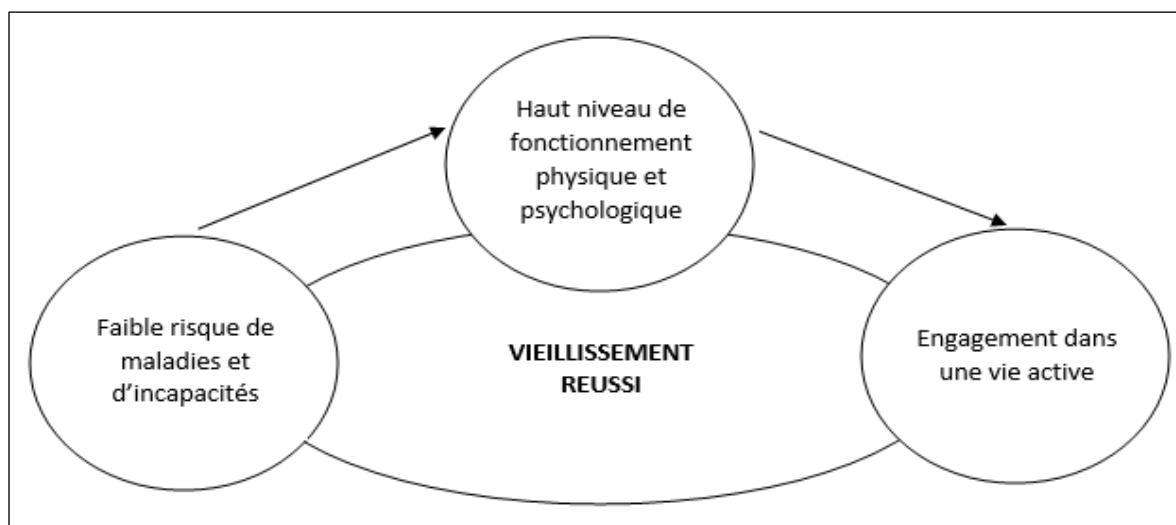 Haut niveau de
fonctionnement
physique et
psychologique
Faible risque de
maladies et
d'incapacités
VIEILLISSEMENT
REUSSI
Engagement dans
une vie active